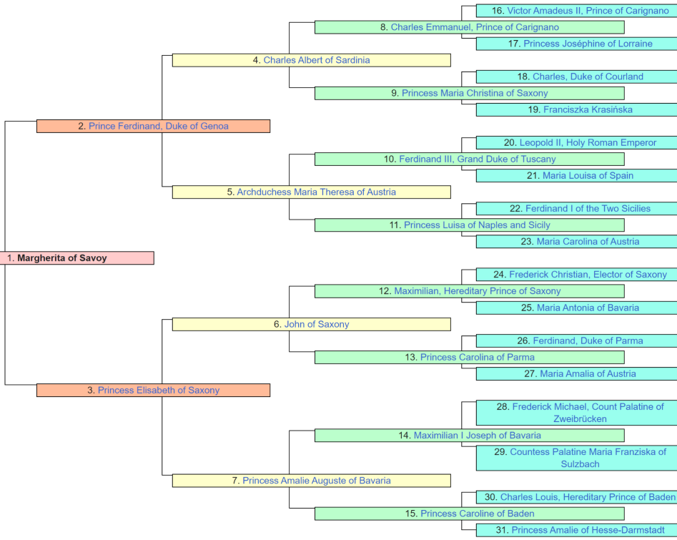 16. Victor Amadeus II, Prince of Carignano
8. Charles Emmanuel, Prince of Carignano
17. Princess Joséphine of Lorraine
4. Charles Albert of Sardinia
18. Charles, Duke of Courland
9. Princess Maria Christina of Saxony
19. Franciszka Krasińska
2. Prince Ferdinand, Duke of Genoa
20. Leopold II, Holy Roman Emperor
10. Ferdinand III, Grand Duke of Tuscany
21. Maria Louisa of Spain
5. Archduchess Maria Theresa of Austria
22. Ferdinand I of the Two Sicilies
11. Princess Luisa of Naples and Sicily
23. Maria Carolina of Austria
1. Margherita of Savoy
24. Frederick Christian, Elector of Saxony
12. Maximilian, Hereditary Prince of Saxony
25. Maria Antonia of Bavaria
6. John of Saxony
26. Ferdinand, Duke of Parma
13. Princess Carolina of Parma
27. Maria Amalia of Austria
3. Princess Elisabeth of Saxony
28. Frederick Michael, Count Palatine of
Zweibrücken
14. Maximilian I Joseph of Bavaria
29. Countess Palatine Maria Franziska of
Sulzbach
7. Princess Amalie Auguste of Bavaria
30. Charles Louis, Hereditary Prince of Baden
15. Princess Caroline of Baden
31. Princess Amalie of Hesse-Darmstadt